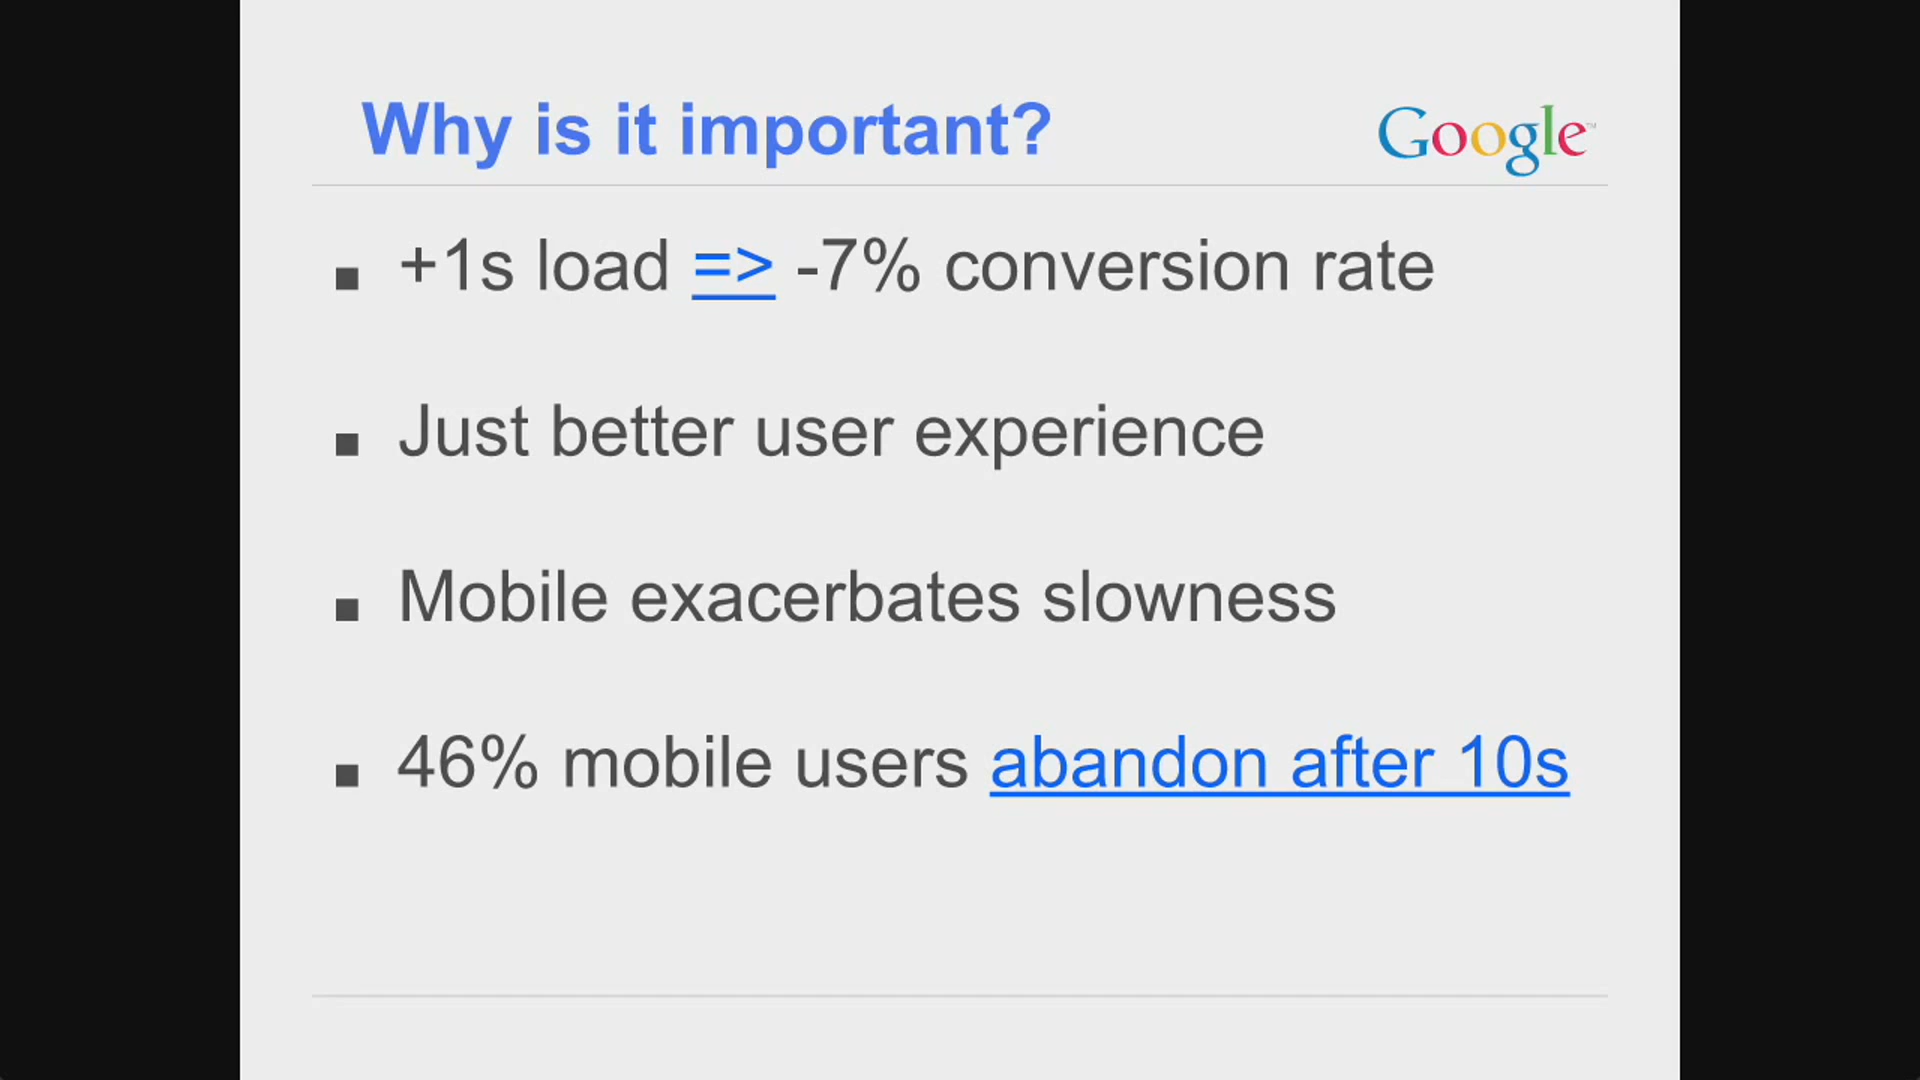 Why is it important?
Google™
▪ +1s load => -7% conversion rate
▪ Just better user experience
▪ Mobile exacerbates slowness
▪ 46% mobile users abandon after 10s